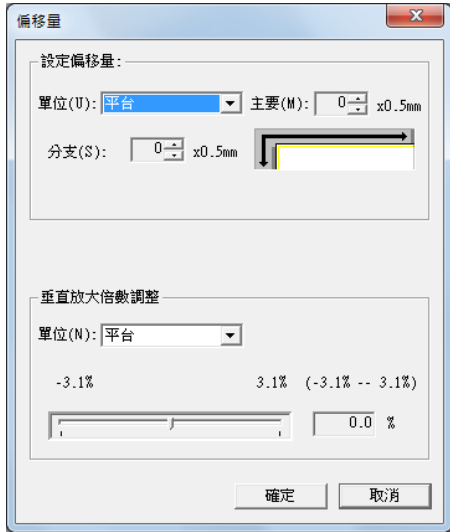 偏移量
設定偏移量:
單位(U): 平台 主要(M): 0 x0.5mm
分支(S): 0 x0.5mm
垂直放大倍數調整
單位(N): 平台
-3.1% 3.1% (-3.1% -- 3.1%)
0.0 %
確定 取消